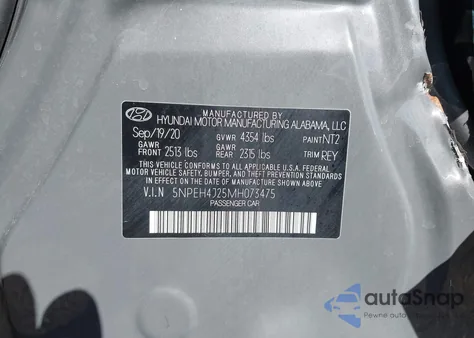 MANUFACTURED BY
HYUNDAI MOTOR MANUFACTURING ALABAMA, LLC
Sep/19/20 GVWR 4354 lbs PAINT NT2
GAWR FRONT 2513 lbs GAWR REAR 2315 lbs TRIM REY
THIS VEHICLE CONFORMS TO ALL APPLICABLE U.S.A. FEDERAL
MOTOR VEHICLE SAFETY, BUMPER, AND THEFT PREVENTION
STANDARDS IN EFFECT ON THE DATE OF MANUFACTURE SHOWN ABOVE.
V.I.N 5NPEH4J25MH073475
PASSENGER CAR
autoSnap
Pewne auto